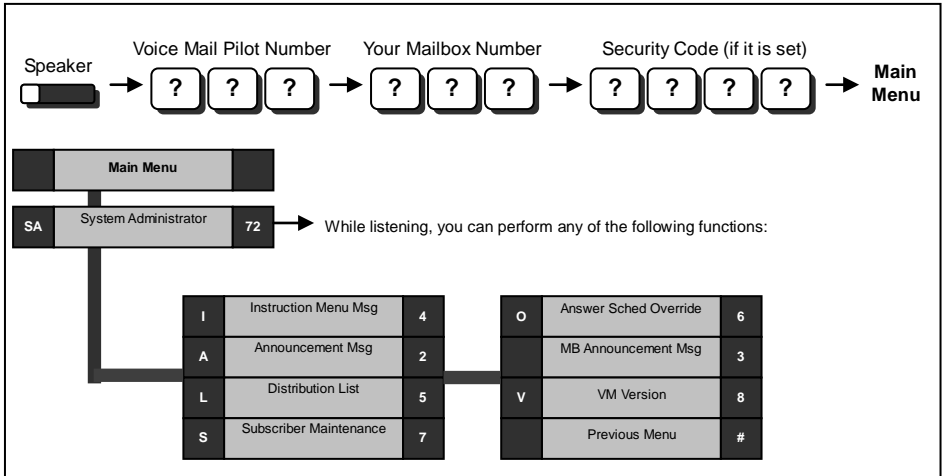 Voice Mail Pilot Number Your Mailbox Number Security Code (if it is set)
Speaker
? ? ? ? ? ? ? ? ? ? Main
Menu
Main Menu
SA System Administrator 72 While listening, you can perform any of the following functions:
I Instruction Menu Msg 4 O Answer Sched Override 6
A Announcement Msg 2 MB Announcement Msg 3
L Distribution List 5 V VM Version 8
S Subscriber Maintenance 7 Previous Menu #